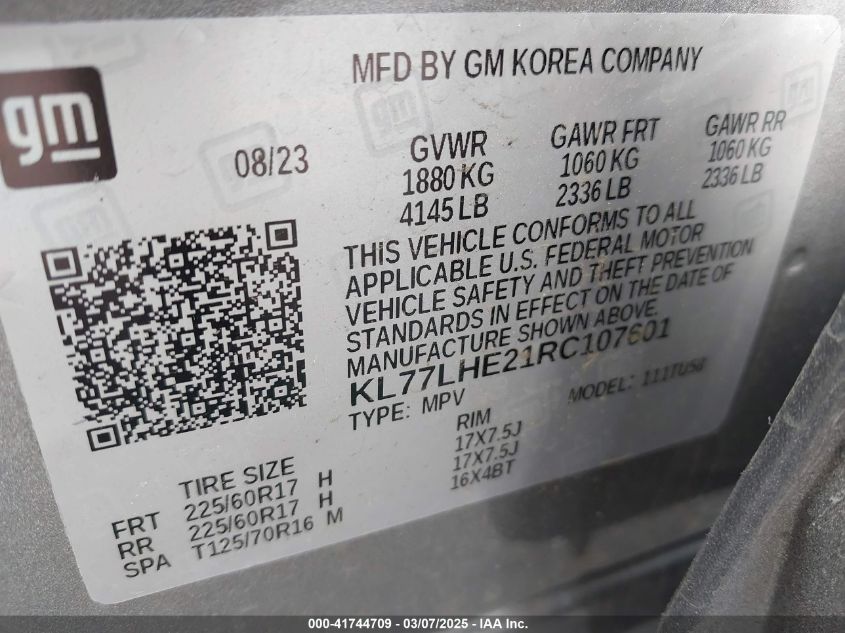 gm
MFD BY GM KOREA COMPANY
08/23
GVWR GAWR FRT GAWR RR
1880 KG 1060 KG 1060 KG
4145 LB 2336 LB 2336 LB
THIS VEHICLE CONFORMS TO ALL
APPLICABLE U.S. FEDERAL MOTOR
VEHICLE SAFETY AND THEFT PREVENTION
STANDARDS IN EFFECT ON THE DATE OF
MANUFACTURE SHOWN ABOVE.
KL77LHE21RC107601
TYPE: MPV MODEL: 111TU58
TIRE SIZE RIM
FRT 225/60R17 H 17X7.5J
RR 225/60R17 H 17X7.5J
SPA T125/70R16 M 16X4BT
000-41744709 - 03/07/2025 - IAA Inc.